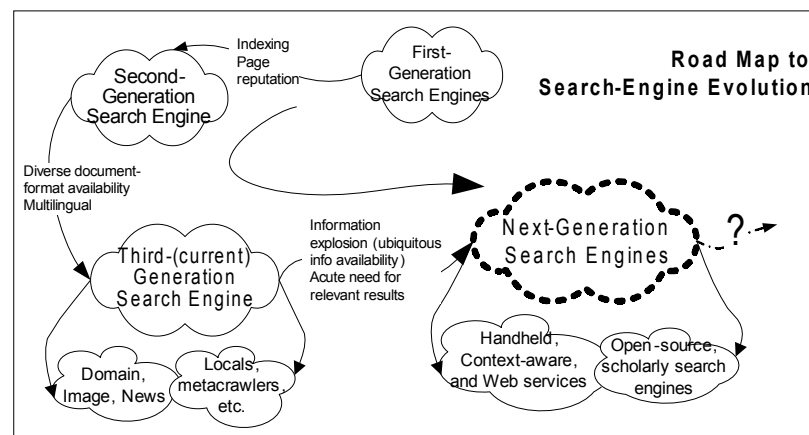 Road Map to
Search-Engine Evolution
First-
Generation
Search Engines
Indexing
Page
reputation
Second-
Generation
Search Engine
Diverse document-
format availability
Multilingual
Third-(current)
Generation
Search Engine
Domain,
Image, News
Locals,
metacrawlers,
etc.
Information
explosion (ubiquitous
info availability)
Acute need for
relevant results
Next-Generation
Search Engines
?
Handheld,
Context-aware,
and Web services
Open-source,
scholarly search
engines